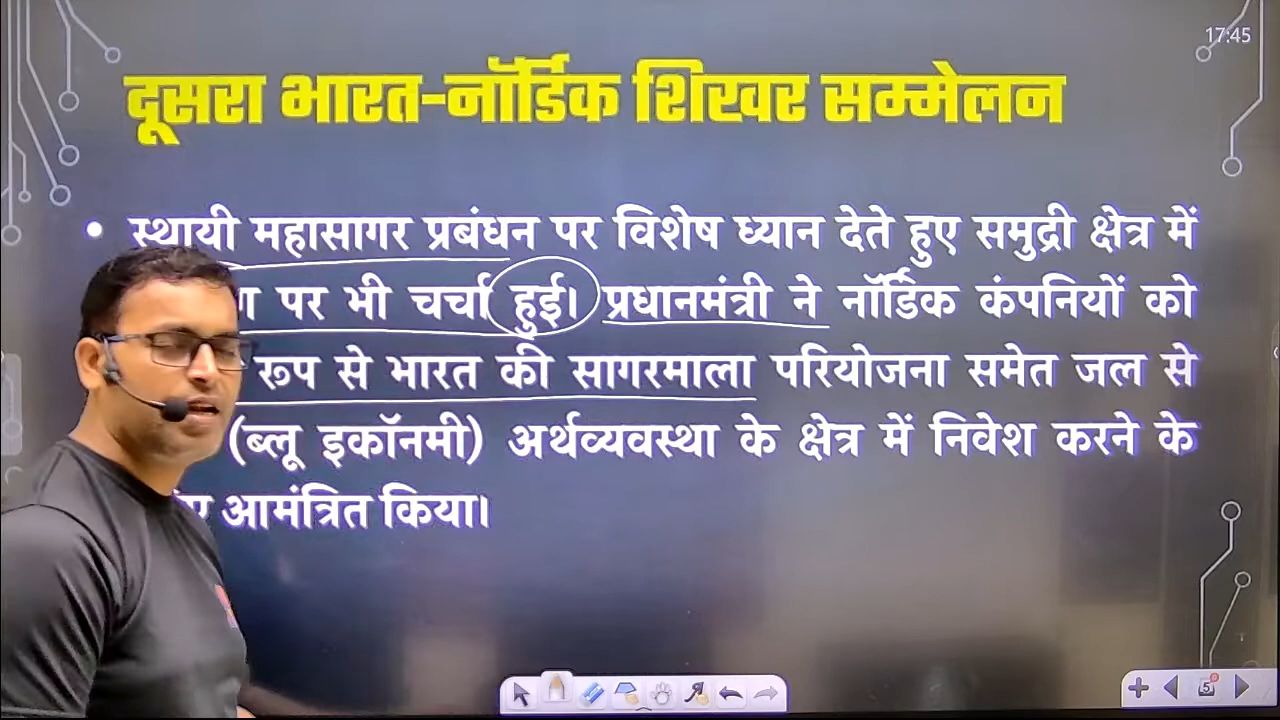 17:45
दूसरा भारत-नॉर्डिक शिखर सम्मेलन
• स्थायी महासागर प्रबंधन पर विशेष ध्यान देते हुए समुद्री क्षेत्र में
पर भी चर्चा हुई। प्रधानमंत्री ने नॉर्डिक कंपनियों को
रूप से भारत की सागरमाला परियोजना समेत जल से
(ब्लू इकॉनमी) अर्थव्यवस्था के क्षेत्र में निवेश करने के
आमंत्रित किया।
5